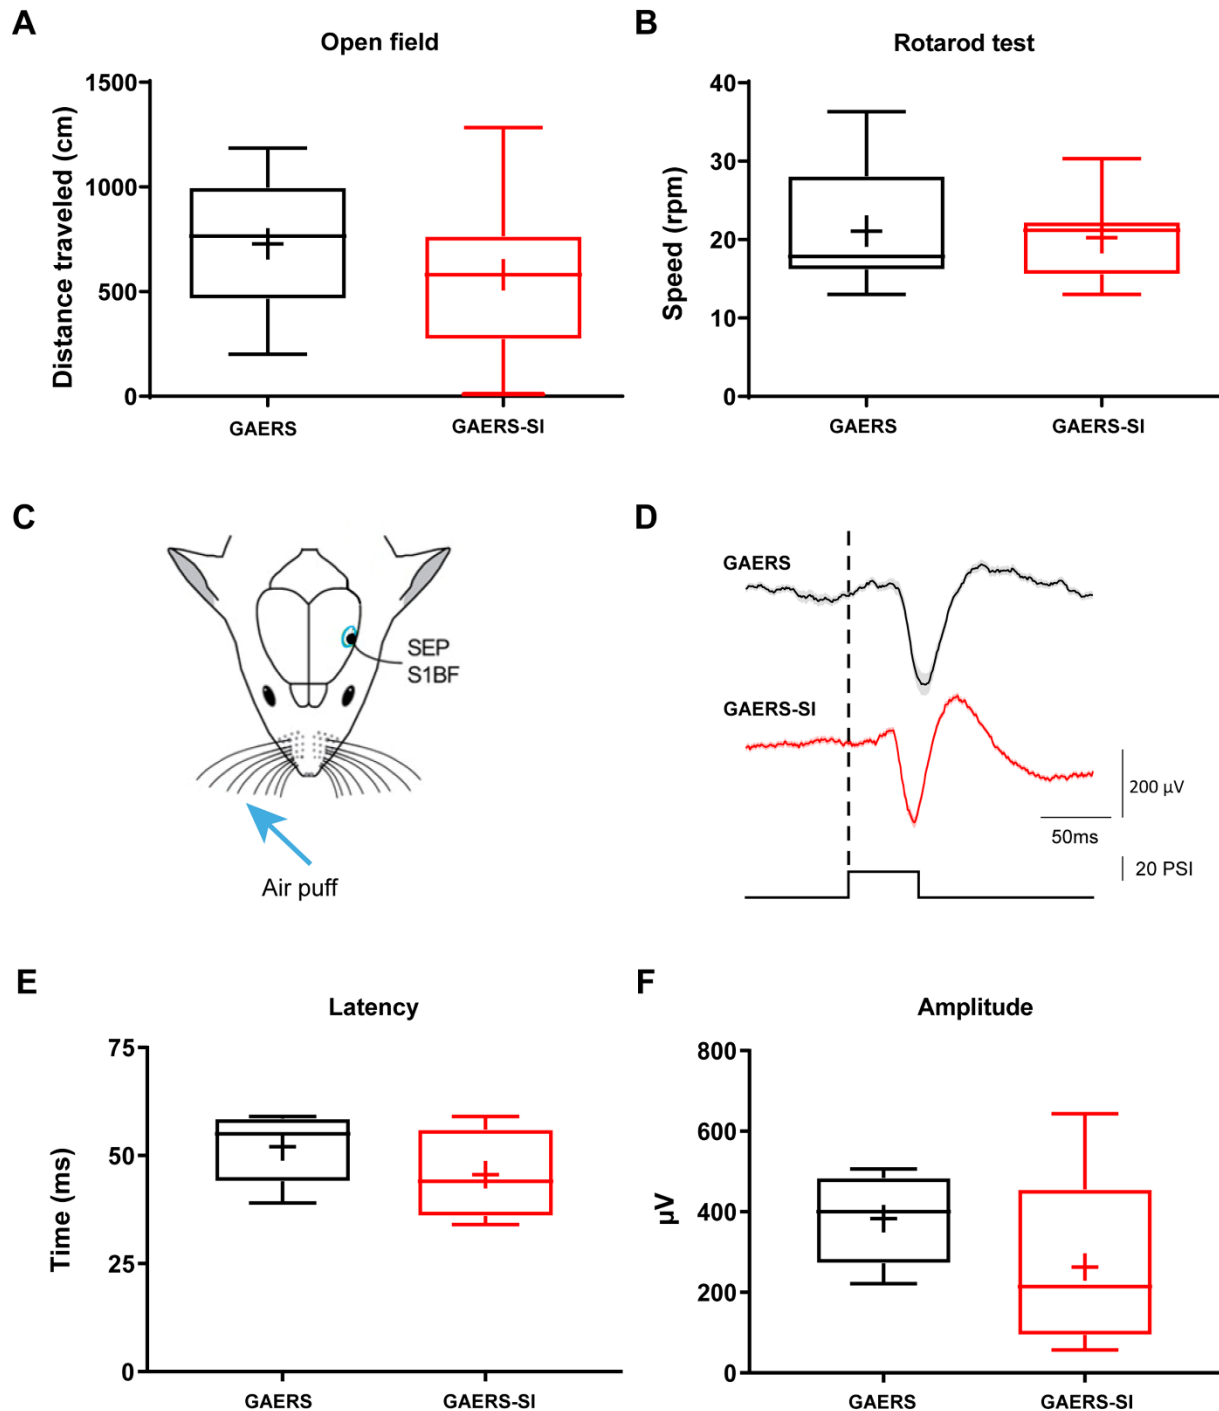 A
Open field
Distance traveled (cm)
1500
1000
500
0
GAERS
GAERS-SI
B
Rotarod test
Speed (rpm)
40
30
20
10
0
GAERS
GAERS-SI
C
SEP
S1BF
Air puff
D
GAERS
GAERS-SI
200 µV
50ms
20 PSI
E
Latency
Time (ms)
75
50
25
0
GAERS
GAERS-SI
F
Amplitude
µV
800
600
400
200
0
GAERS
GAERS-SI